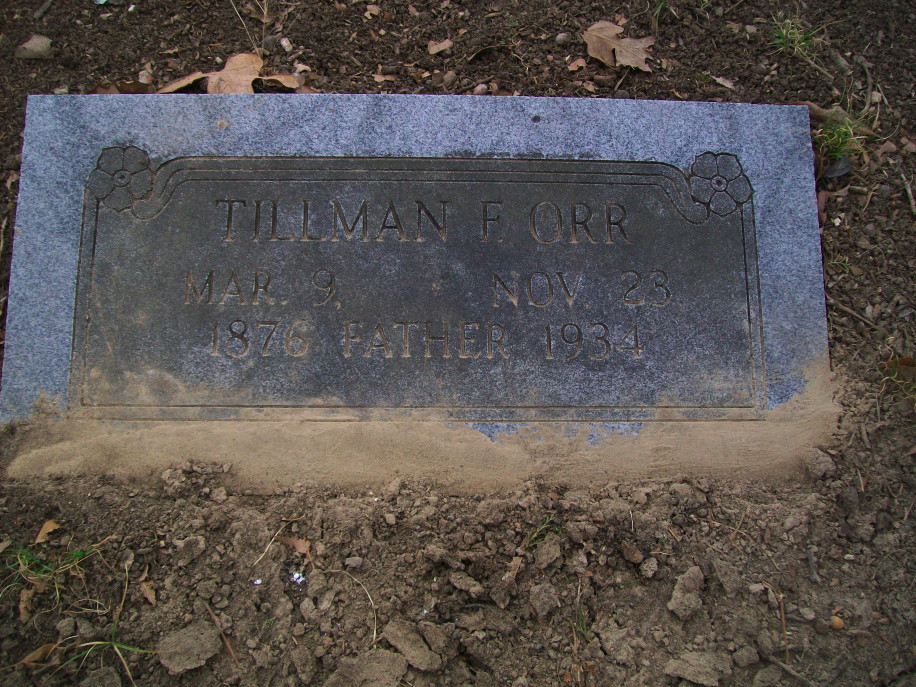 TILLMAN F. ORR
MAR. 9, NOV. 23
1876 FATHER 1934